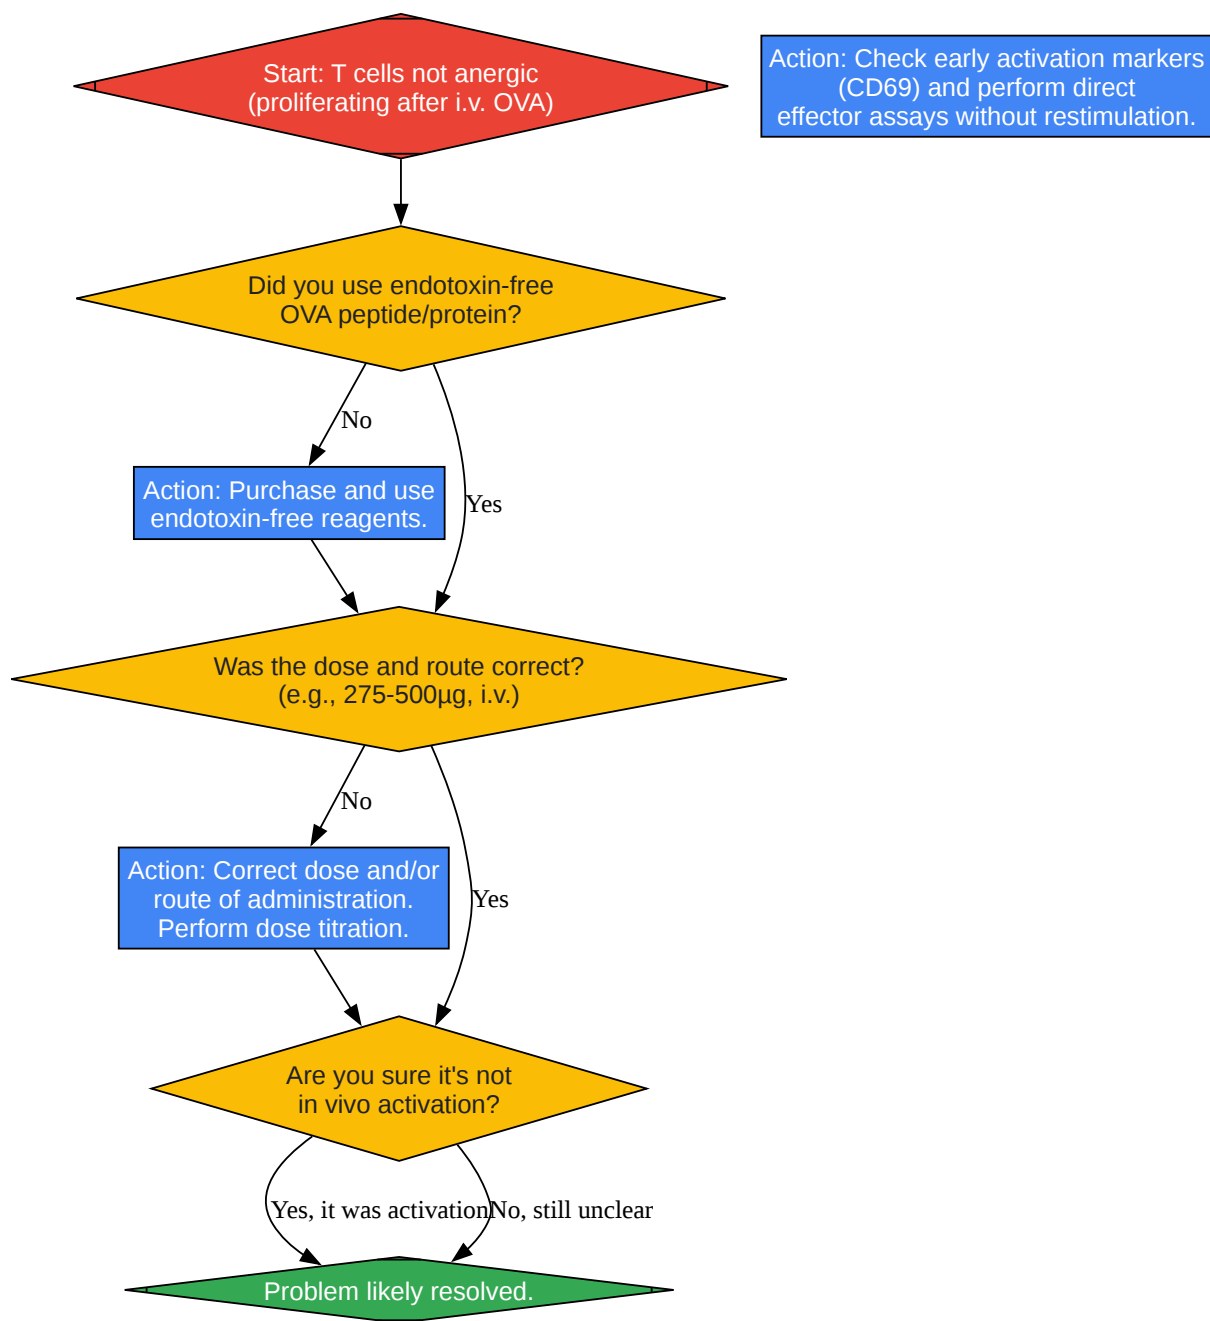 Start: T cells not anergic
(proliferating after i.v. OVA)
Action: Check early activation markers
(CD69) and perform direct
effector assays without restimulation.
Did you use endotoxin-free
OVA peptide/protein?
No
Action: Purchase and use
endotoxin-free reagents.
Yes
Was the dose and route correct?
(e.g., 275-500µg, i.v.)
No
Action: Correct dose and/or
route of administration.
Perform dose titration.
Yes
Are you sure it's not
in vivo activation?
Yes, it was activation
No, still unclear
Problem likely resolved.